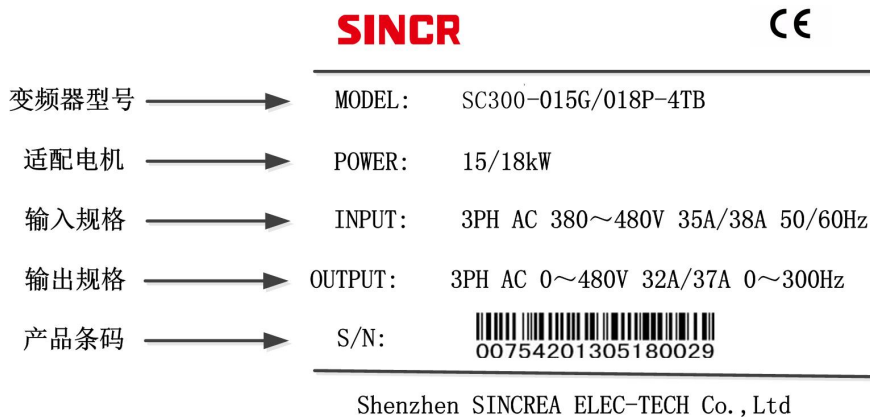 SINCR CE
变频器型号 MODEL: SC300-015G/018P-4TB
适配电机 POWER: 15/18kW
输入规格 INPUT: 3PH AC 380～480V 35A/38A 50/60Hz
输出规格 OUTPUT: 3PH AC 0～480V 32A/37A 0～300Hz
产品条码 S/N:
00754201305180029
Shenzhen SINCREA ELEC-TECH Co.,Ltd